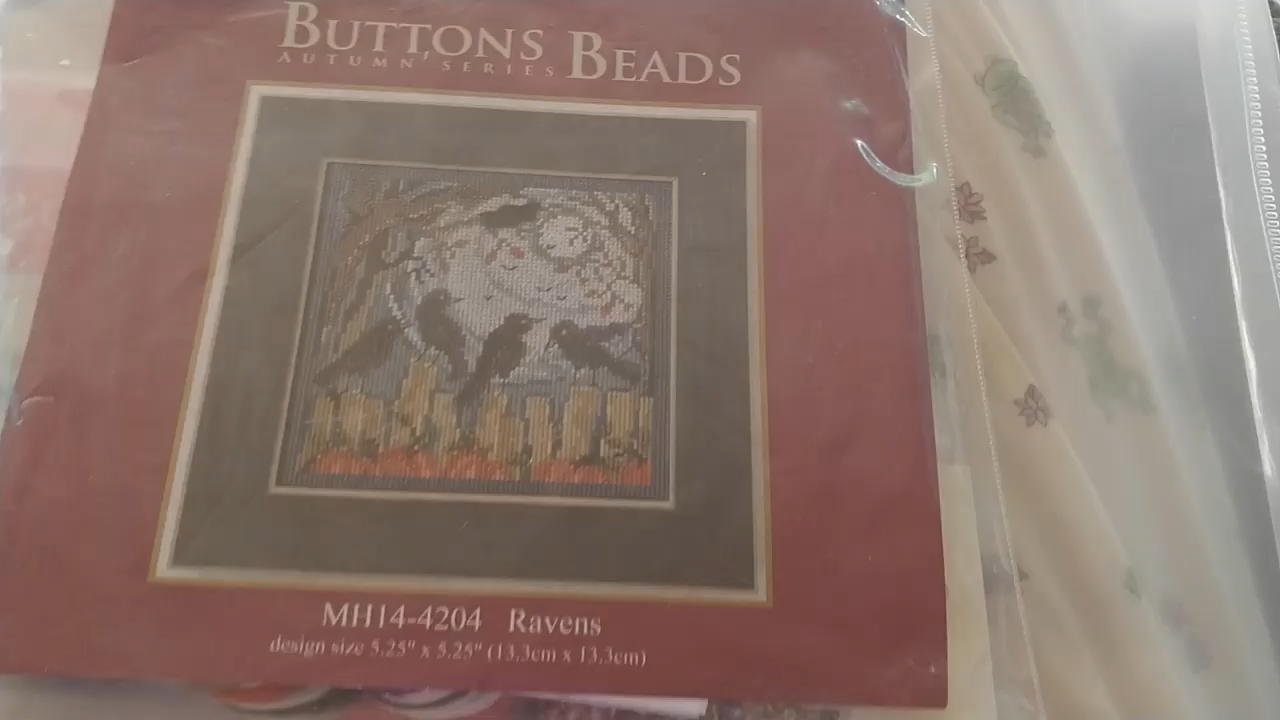 BUTTONS BEADS
AUTUMN SERIES
MH14-4204 Ravens
design size 5.25" x 5.25" (13.3cm x 13.3cm)